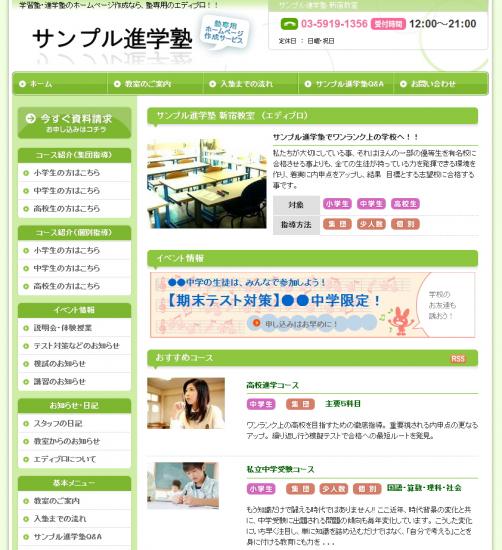 学習塾・進学塾のホームページ作成なら、塾専用のエディプロ！！
サンプル進学塾
塾専用
ホームページ
作成サービス
サンプル進学塾 新宿教室
03-5919-1356 受付時間 12:00～21:00
定休日 ： 日曜・祝日
ホーム
教室のご案内
入塾までの流れ
サンプル進学塾Q&A
お問い合わせ
今すぐ資料請求
お申し込みはコチラ
コース紹介（集団指導）
小学生の方はこちら
中学生の方はこちら
高校生の方はこちら
コース紹介（個別指導）
小学生の方はこちら
中学生の方はこちら
高校生の方はこちら
イベント情報
説明会・体験授業
テスト対策などのお知らせ
模試のお知らせ
講習のお知らせ
お知らせ・日記
スタッフの日記
教室からのお知らせ
エディプロについて
基本メニュー
教室のご案内
入塾までの流れ
サンプル進学塾Q&A
サンプル進学塾 新宿教室 （エディプロ）
サンプル進学塾でワンランク上の学校へ！！
私たちが大切にしている事、それはほんの一部の優等生を有名校に
合格させる事よりも、全ての生徒が持っている力を発揮できる環境を
作り、着実に内申点をアップし、結果 目標とする志望校に合格する
事です。
対象 小学生 中学生 高校生
指導方法 集 団 少人数 個 別
イベント情報
●●中学の生徒は、みんなで参加しよう！
【期末テスト対策】●●中学限定！
申し込みはお早めに！
学校の
お友達も
誘おう！
おすすめコース
RSS
高校進学コース
中学生 集 団 主要5科目
ワンランク上の高校を目指すための徹底指導。重要視される内申点の更なる
アップ。 繰り返し行う模擬テストで合格への最短ルートを発見。
私立中学受験コース
小学生 集 団 少人数 個 別 国語・算数・理科・社会
もう知識だけで闘える時代ではありません!! ここ近年、時代背景の変化と共
に、中学受験に出題される問題の傾向も毎年変化しています。こうした変化
にいち早く注目し、単に知識を詰め込むだけではなく、「自分で考える」ことを
身に付ける教育にも力を ．．．